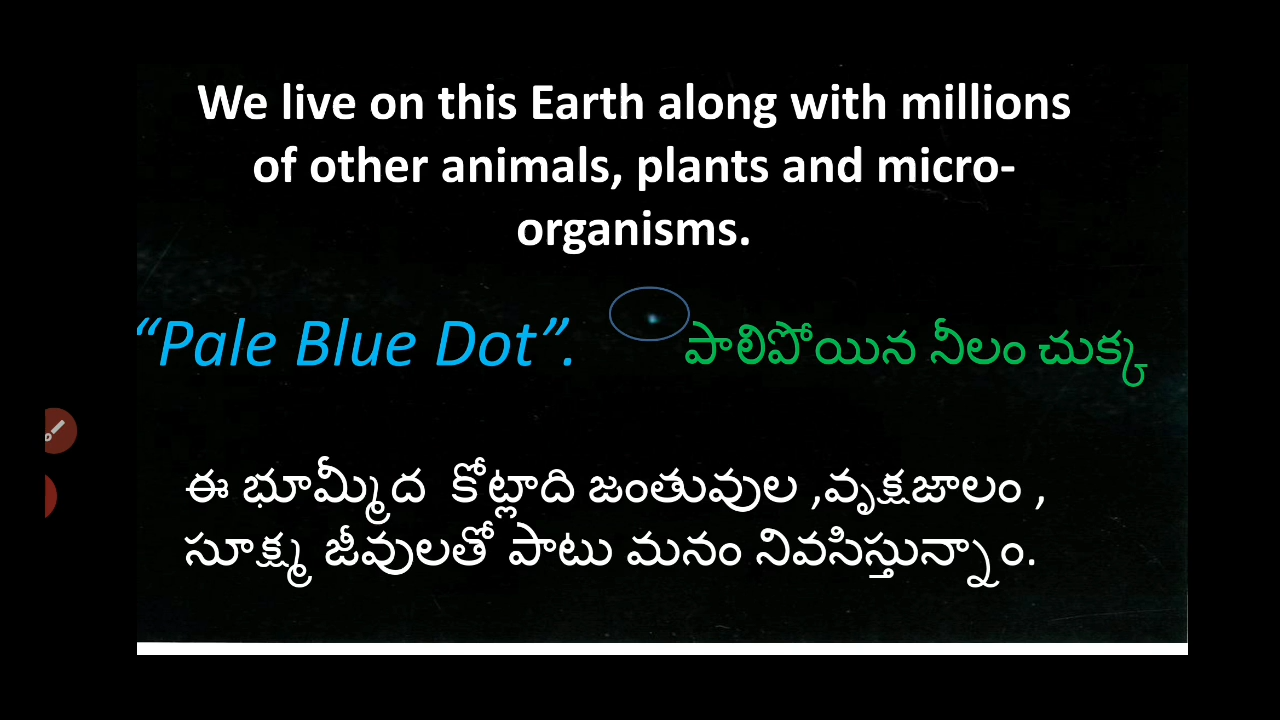 We live on this Earth along with millions
of other animals, plants and micro-
organisms.
“Pale Blue Dot”. పాలిపోయిన నీలం చుక్క
ఈ భూమ్మీద కోట్లాది జంతువుల ,వృక్షజాలం ,
సూక్ష్మ జీవులతో పాటు మనం నివసిస్తున్నాం.